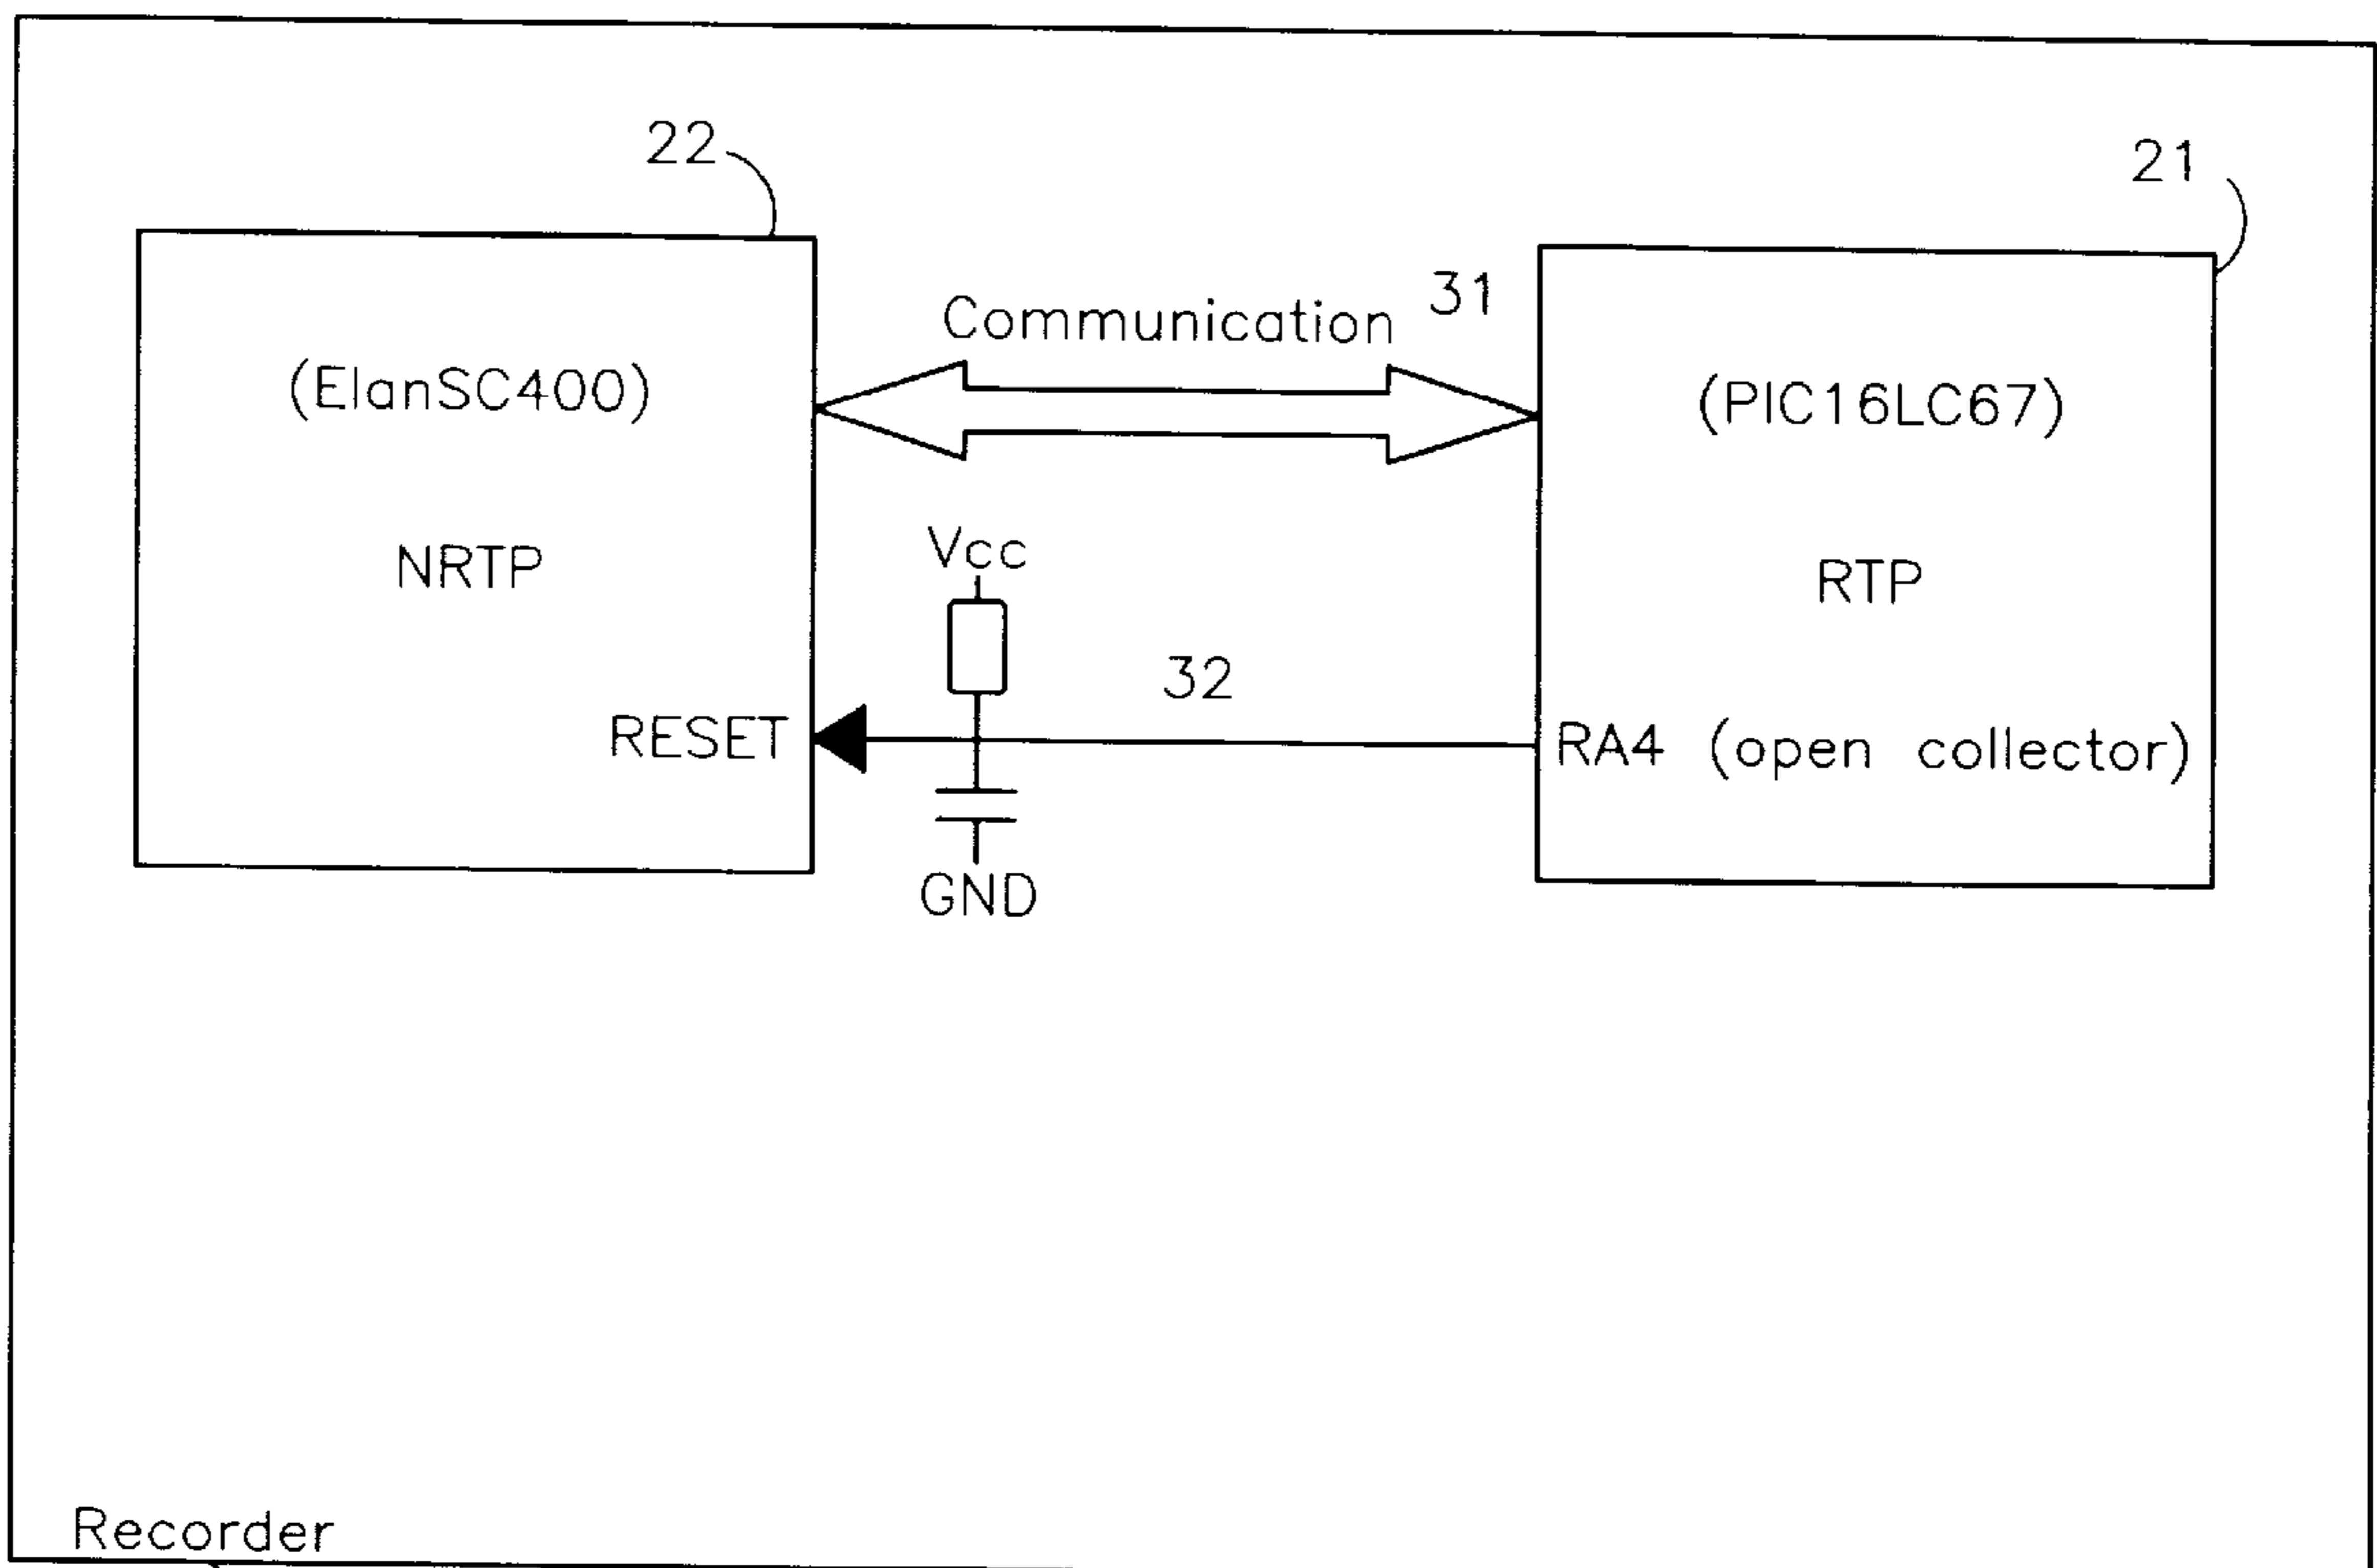 22
21
Communication 31
(ElanSC400)
(PIC16LC67)
Vcc
NRTP
RTP
32
RESET
RA4 (open collector)
GND
Recorder